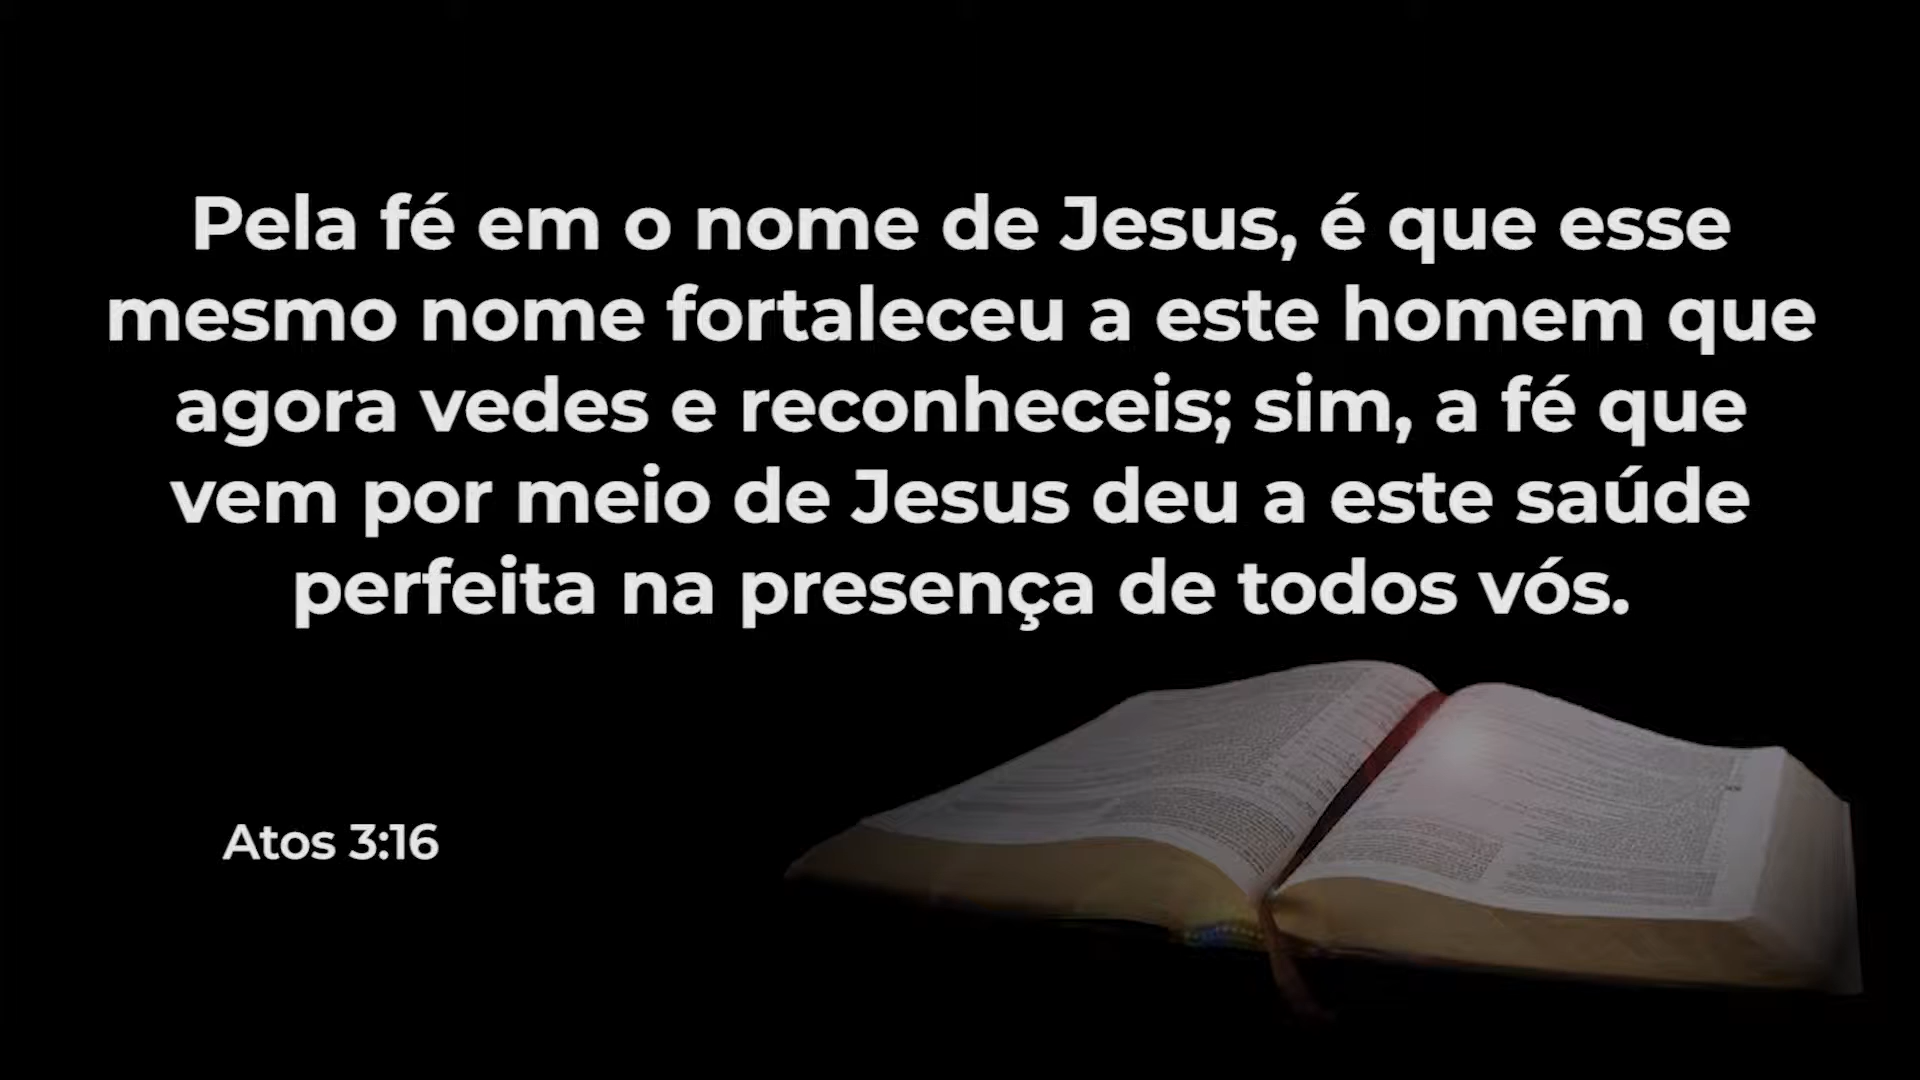 Pela fé em o nome de Jesus, é que esse
mesmo nome fortaleceu a este homem que
agora vedes e reconheceis; sim, a fé que
vem por meio de Jesus deu a este saúde
perfeita na presença de todos vós.
Atos 3:16